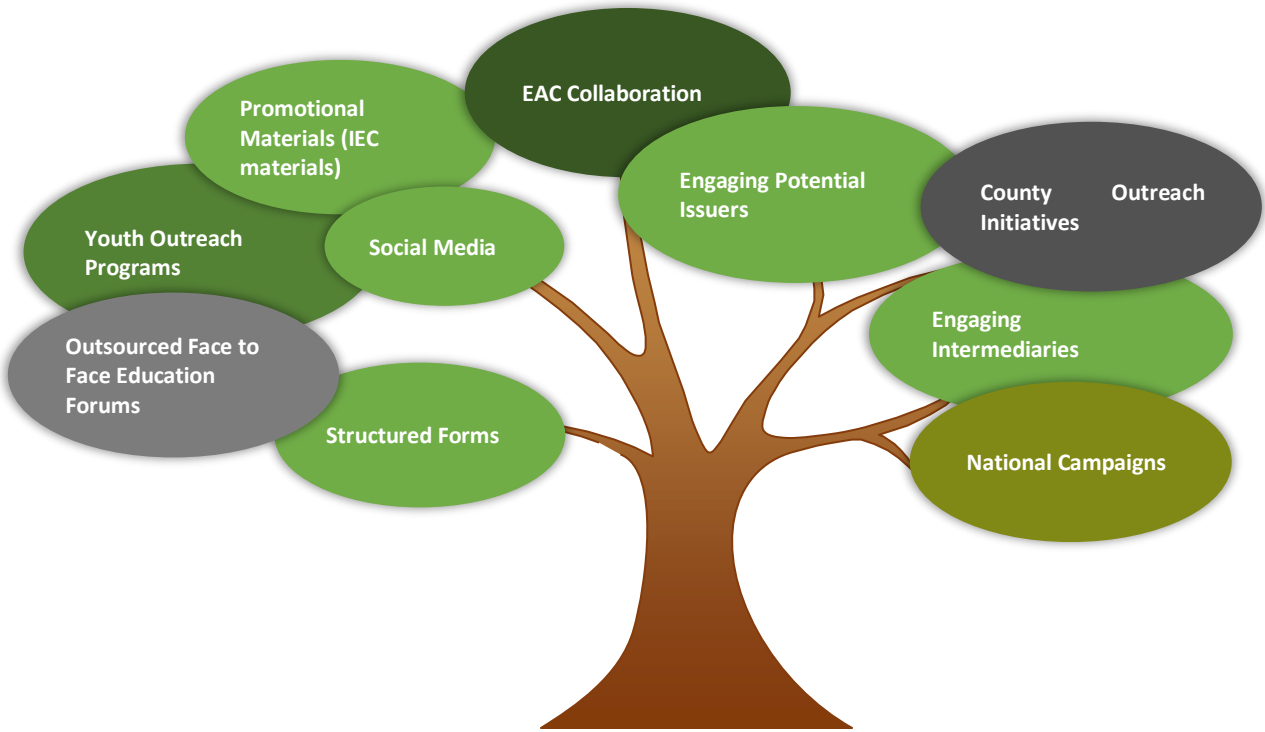 EAC Collaboration
Promotional
Materials (IEC
materials)
Engaging Potential
Issuers
County Outreach
Initiatives
Youth Outreach
Programs
Social Media
Engaging
Intermediaries
Outsourced Face to
Face Education
Forums
Structured Forms
National Campaigns